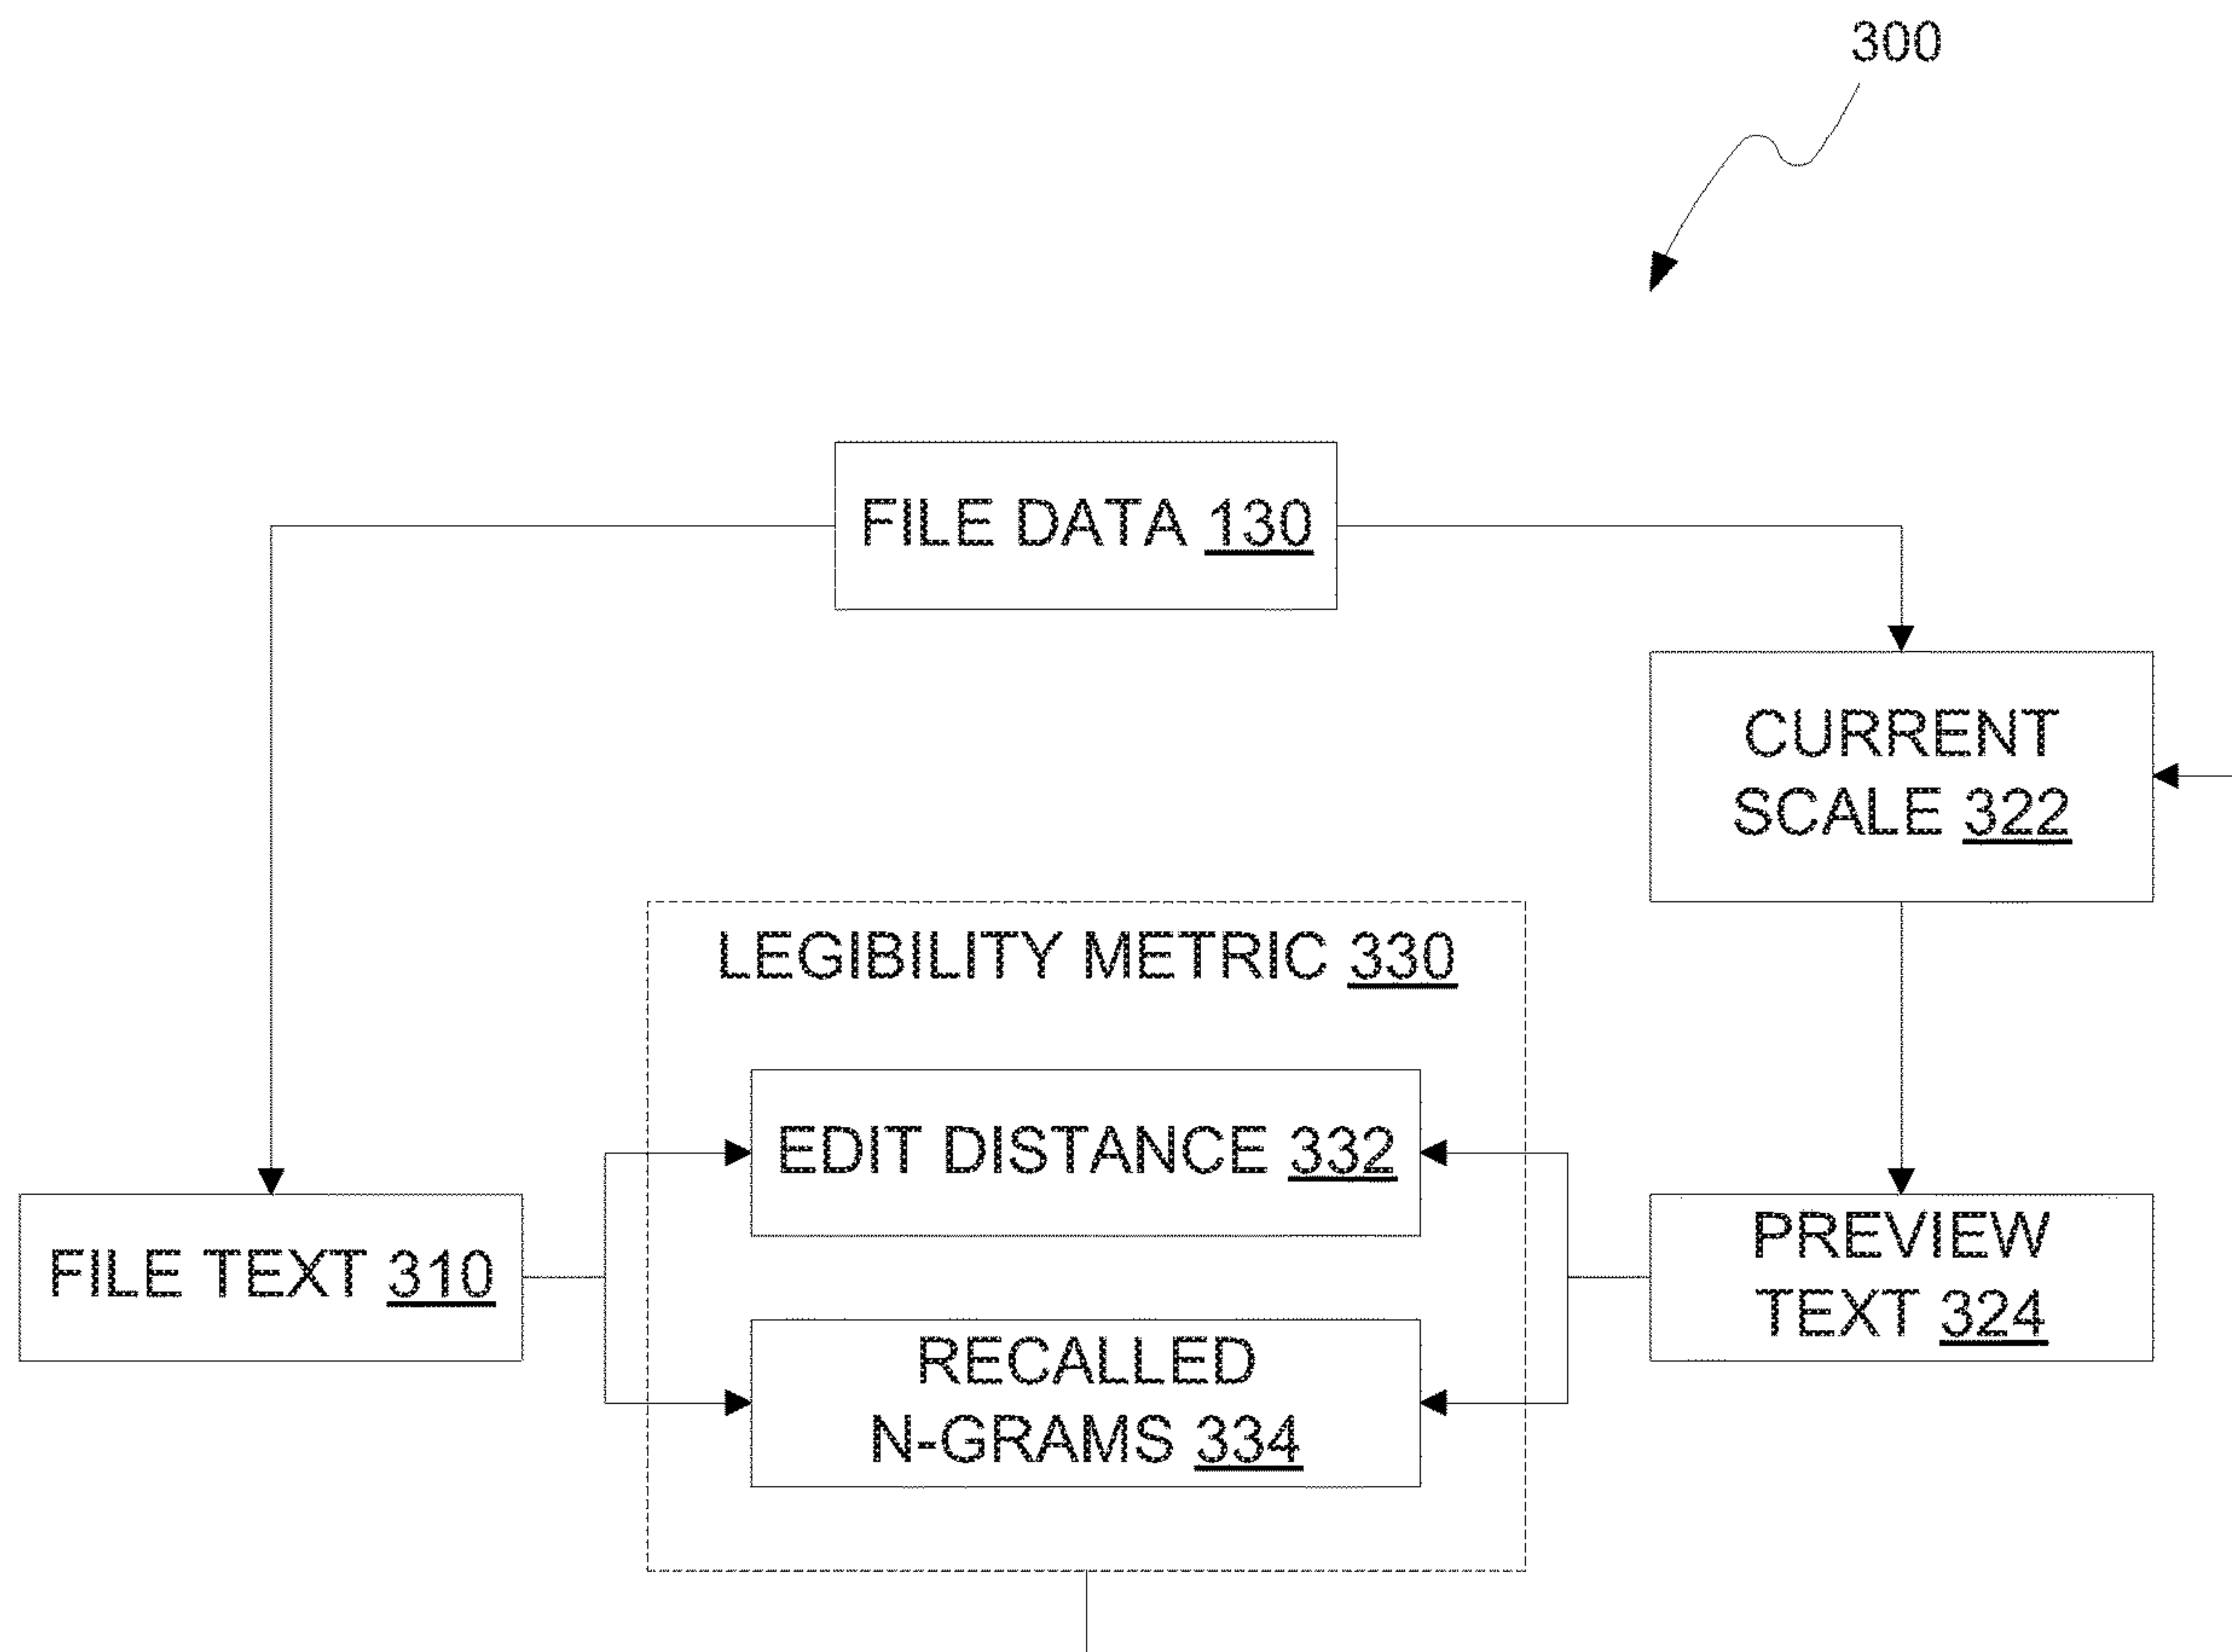 300
FILE DATA 130
CURRENT
SCALE 322
LEGIBILITY METRIC 330
EDIT DISTANCE 332
FILE TEXT 310
PREVIEW
TEXT 324
RECALLED
N-GRAMS 334